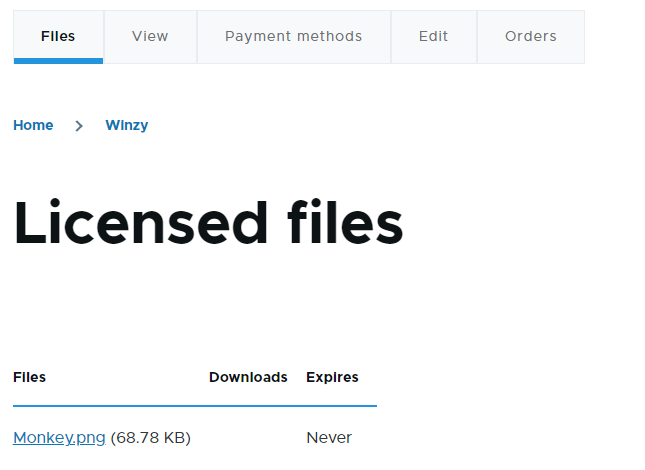 Files View Payment methods Edit Orders
Home > Winzy
Licensed files
Files Downloads Expires
Monkey.png (68.78 KB) Never